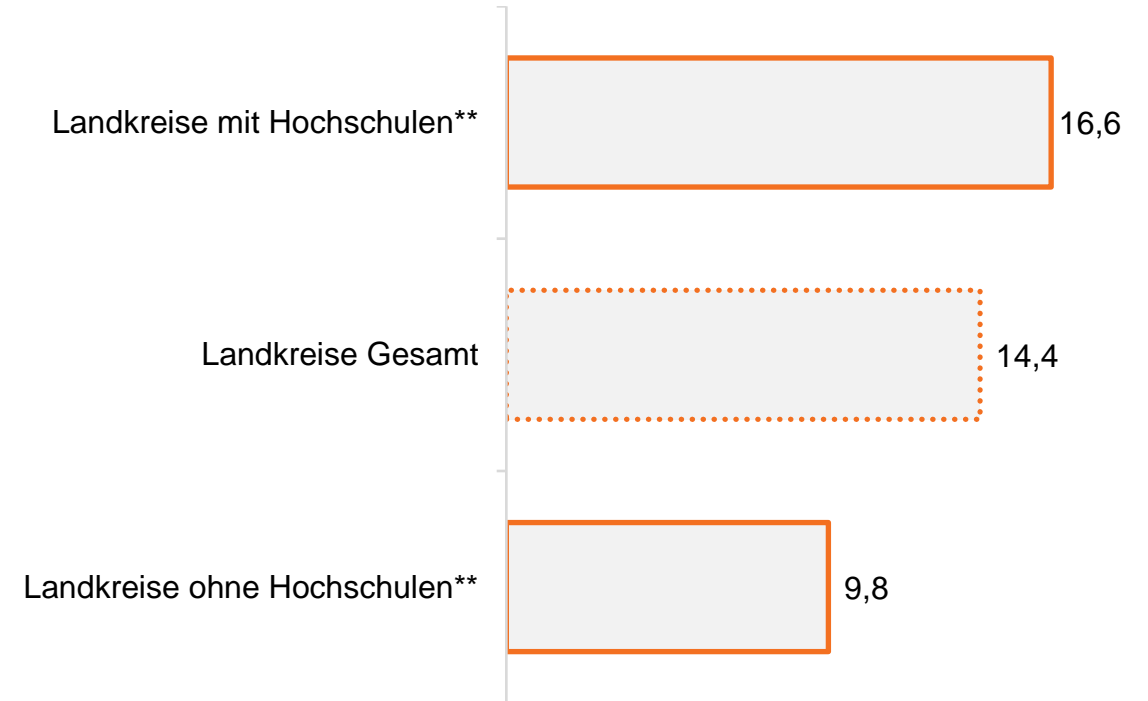 Landkreise mit Hochschulen** 16,6
Landkreise Gesamt 14,4
Landkreise ohne Hochschulen** 9,8